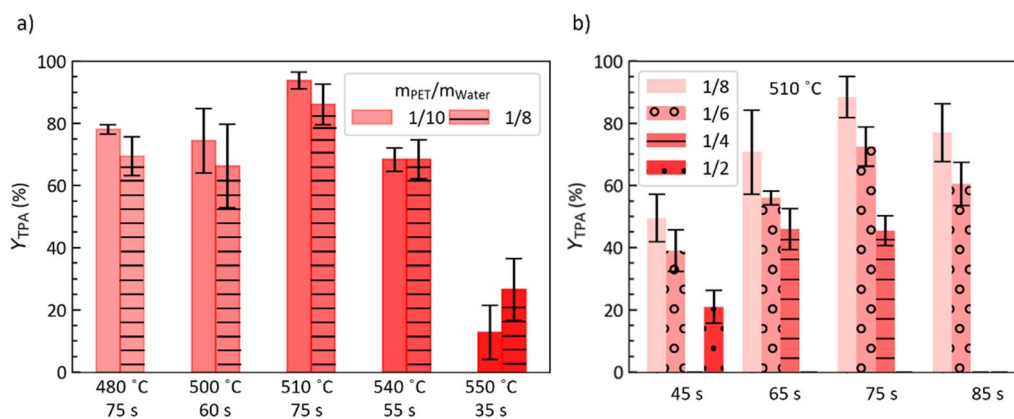 a)
b)
Y_TPA (%)
100
80
60
40
20
0
m_PET/m_Water
1/10
1/8
480 ˚C
500 ˚C
510 ˚C
540 ˚C
550 ˚C
75 s
60 s
75 s
55 s
35 s
Y_TPA (%)
100
80
60
40
20
0
1/8
1/6
1/4
1/2
510 ˚C
45 s
65 s
75 s
85 s